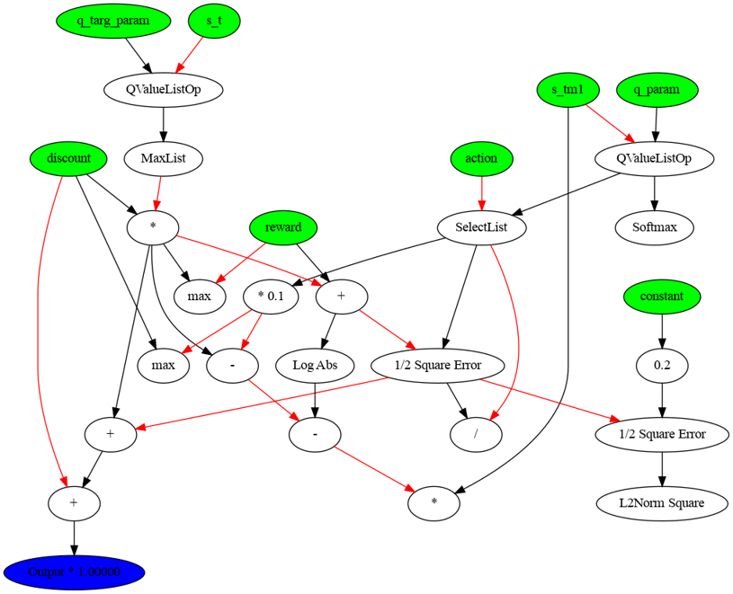 q_targ_param
s_t
QValueListOp
s_tm1
q_param
discount
MaxList
action
QValueListOp
*
reward
SelectList
Softmax
max
* 0.1
+
constant
max
-
Log Abs
1/2 Square Error
0.2
+
-
/
1/2 Square Error
+
*
L2Norm Square
Output * 1.00000